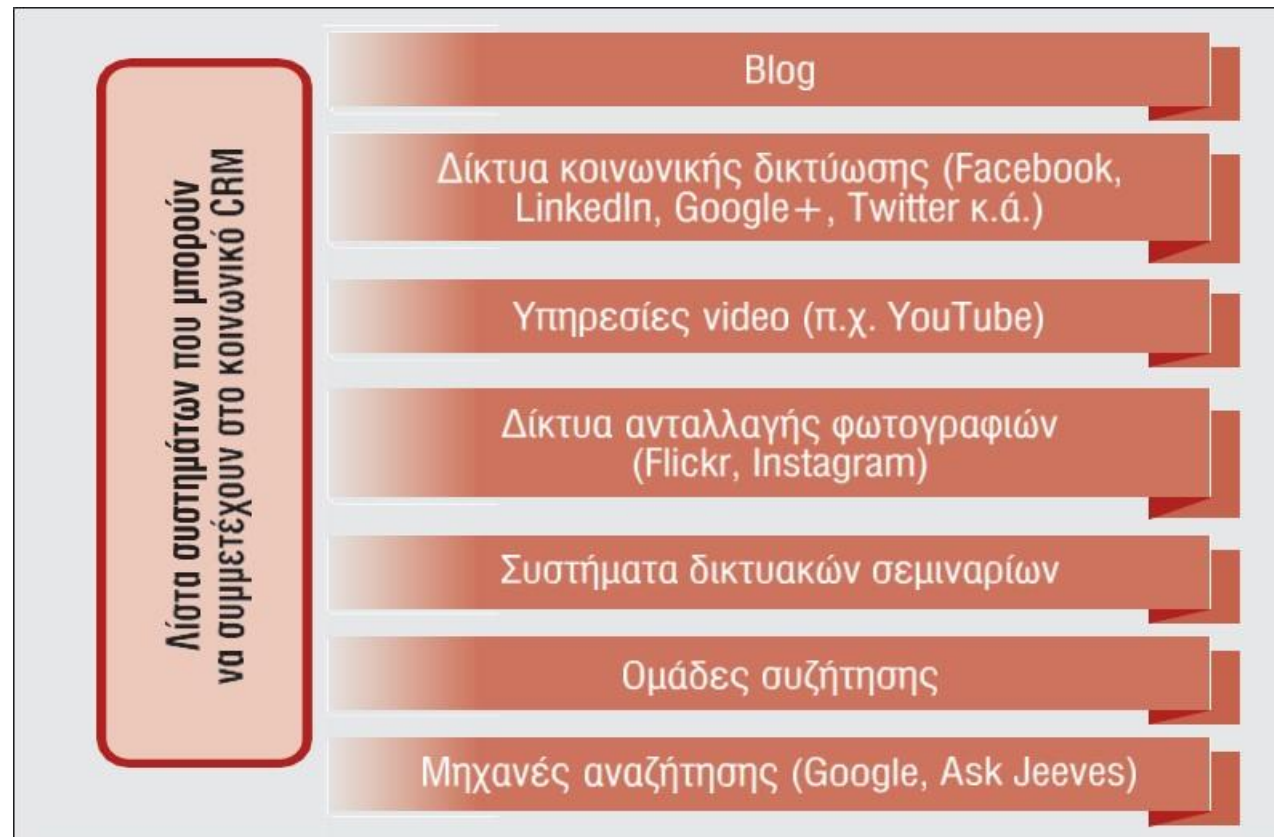 Λίστα συστημάτων που μπορούν
να συμμετέχουν στο κοινωνικό CRM
Blog
Δίκτυα κοινωνικής δικτύωσης (Facebook,
LinkedIn, Google+, Twitter κ.ά.)
Υπηρεσίες video (π.χ. YouTube)
Δίκτυα ανταλλαγής φωτογραφιών
(Flickr, Instagram)
Συστήματα δικτυακών σεμιναρίων
Ομάδες συζήτησης
Μηχανές αναζήτησης (Google, Ask Jeeves)